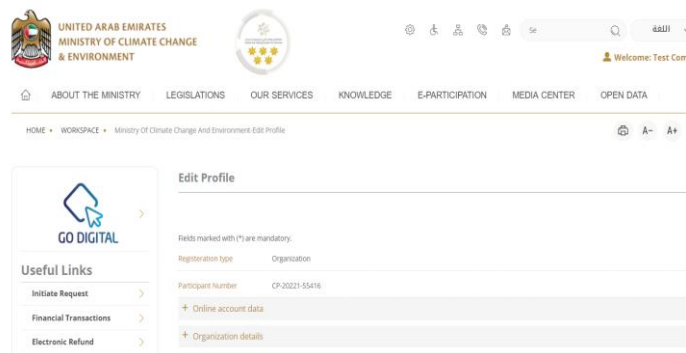 UNITED ARAB EMIRATES
MINISTRY OF CLIMATE CHANGE
& ENVIRONMENT
Se
اللغة
Welcome: Test Com
ABOUT THE MINISTRY LEGISLATIONS OUR SERVICES KNOWLEDGE E-PARTICIPATION MEDIA CENTER OPEN DATA
HOME • WORKSPACE • Ministry Of Climate Change And Environment-Edit Profile
A- A+
Edit Profile
GO DIGITAL
Fields marked with (*) are mandatory.
Registeration type Organization
Useful Links
Participant Number CP-20221-55416
Initiate Request
+ Online account data
Financial Transactions
+ Organization details
Electronic Refund